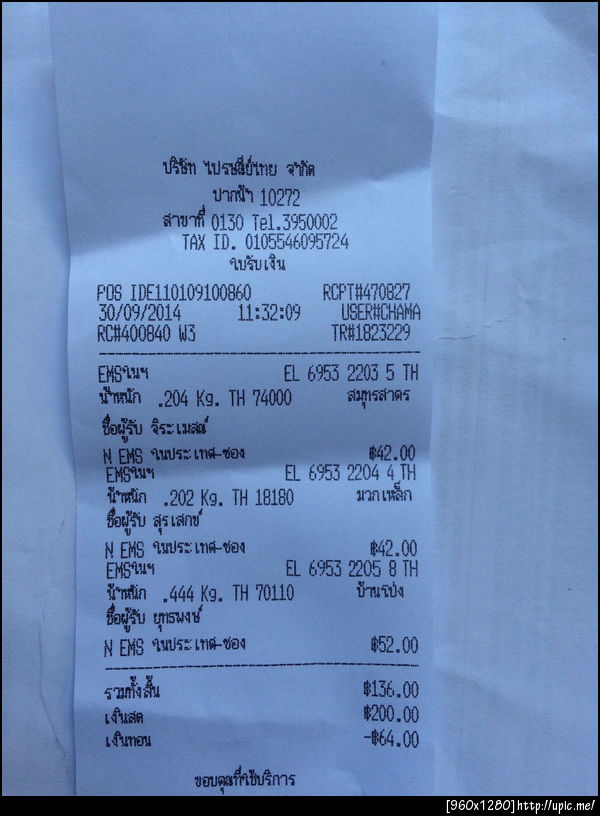 บริษัท ไปรษณีย์ไทย จำกัด
ปากน้ำ 10272
สาขาที่ 0130 Tel.3950002
TAX ID. 0105546095724
ใบรับเงิน
POS IDE110109100860 RCPT#470827
30/09/2014 11:32:09 USER#CHAMA
RC#400840 W3 TR#1823229
EMSในฯ EL 6953 2203 5 TH
น้ำหนัก .204 Kg. TH 74000 สมุทรสาคร
ชื่อผู้รับ จิระเมสณ์
N EMS ในประเทศ-ซอง ฿42.00
EMSในฯ EL 6953 2204 4 TH
น้ำหนัก .202 Kg. TH 18180 มวกเหล็ก
ชื่อผู้รับ สุรเสกข์
N EMS ในประเทศ-ซอง ฿42.00
EMSในฯ EL 6953 2205 8 TH
น้ำหนัก .444 Kg. TH 70110 บ้านโป่ง
ชื่อผู้รับ ยุทธพงษ์
N EMS ในประเทศ-ซอง ฿52.00
รวมทั้งสิ้น ฿136.00
เงินสด ฿200.00
เงินทอน -฿64.00
ขอบคุณที่ใช้บริการ
[960x1280]http://upic.me/